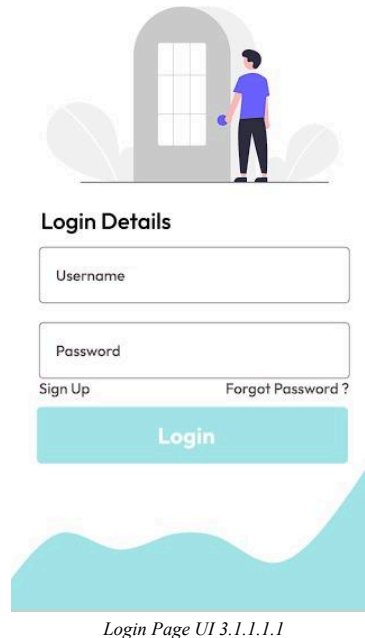 Login Details
Username
Password
Sign Up Forgot Password ?
Login
Login Page UI 3.1.1.1.1